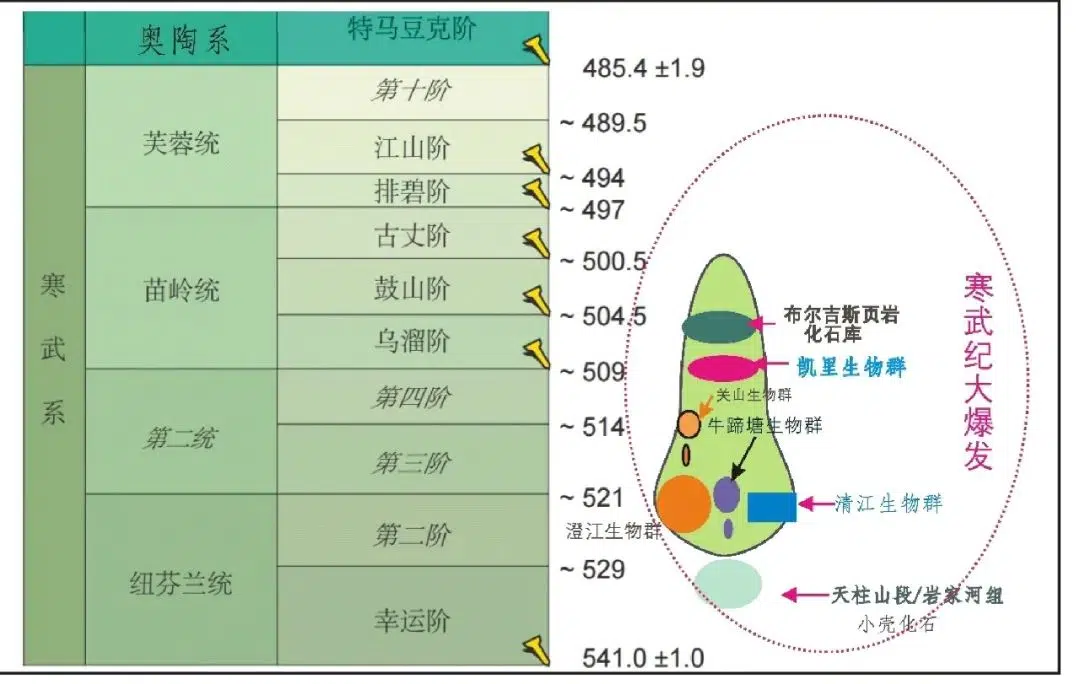 奥陶系
特马豆克阶
485.4 ±1.9
寒
武
系
芙蓉统
第十阶
~ 489.5
江山阶
~ 494
排碧阶
~ 497
苗岭统
古丈阶
~ 500.5
鼓山阶
~ 504.5
乌溜阶
~ 509
第二统
第四阶
~ 514
第三阶
~ 521
纽芬兰统
第二阶
~ 529
幸运阶
541.0 ±1.0
布尔吉斯页岩
化石库
凯里生物群
关山生物群
牛蹄塘生物群
清江生物群
澄江生物群
天柱山段/岩家河组
小壳化石
寒武纪大爆发